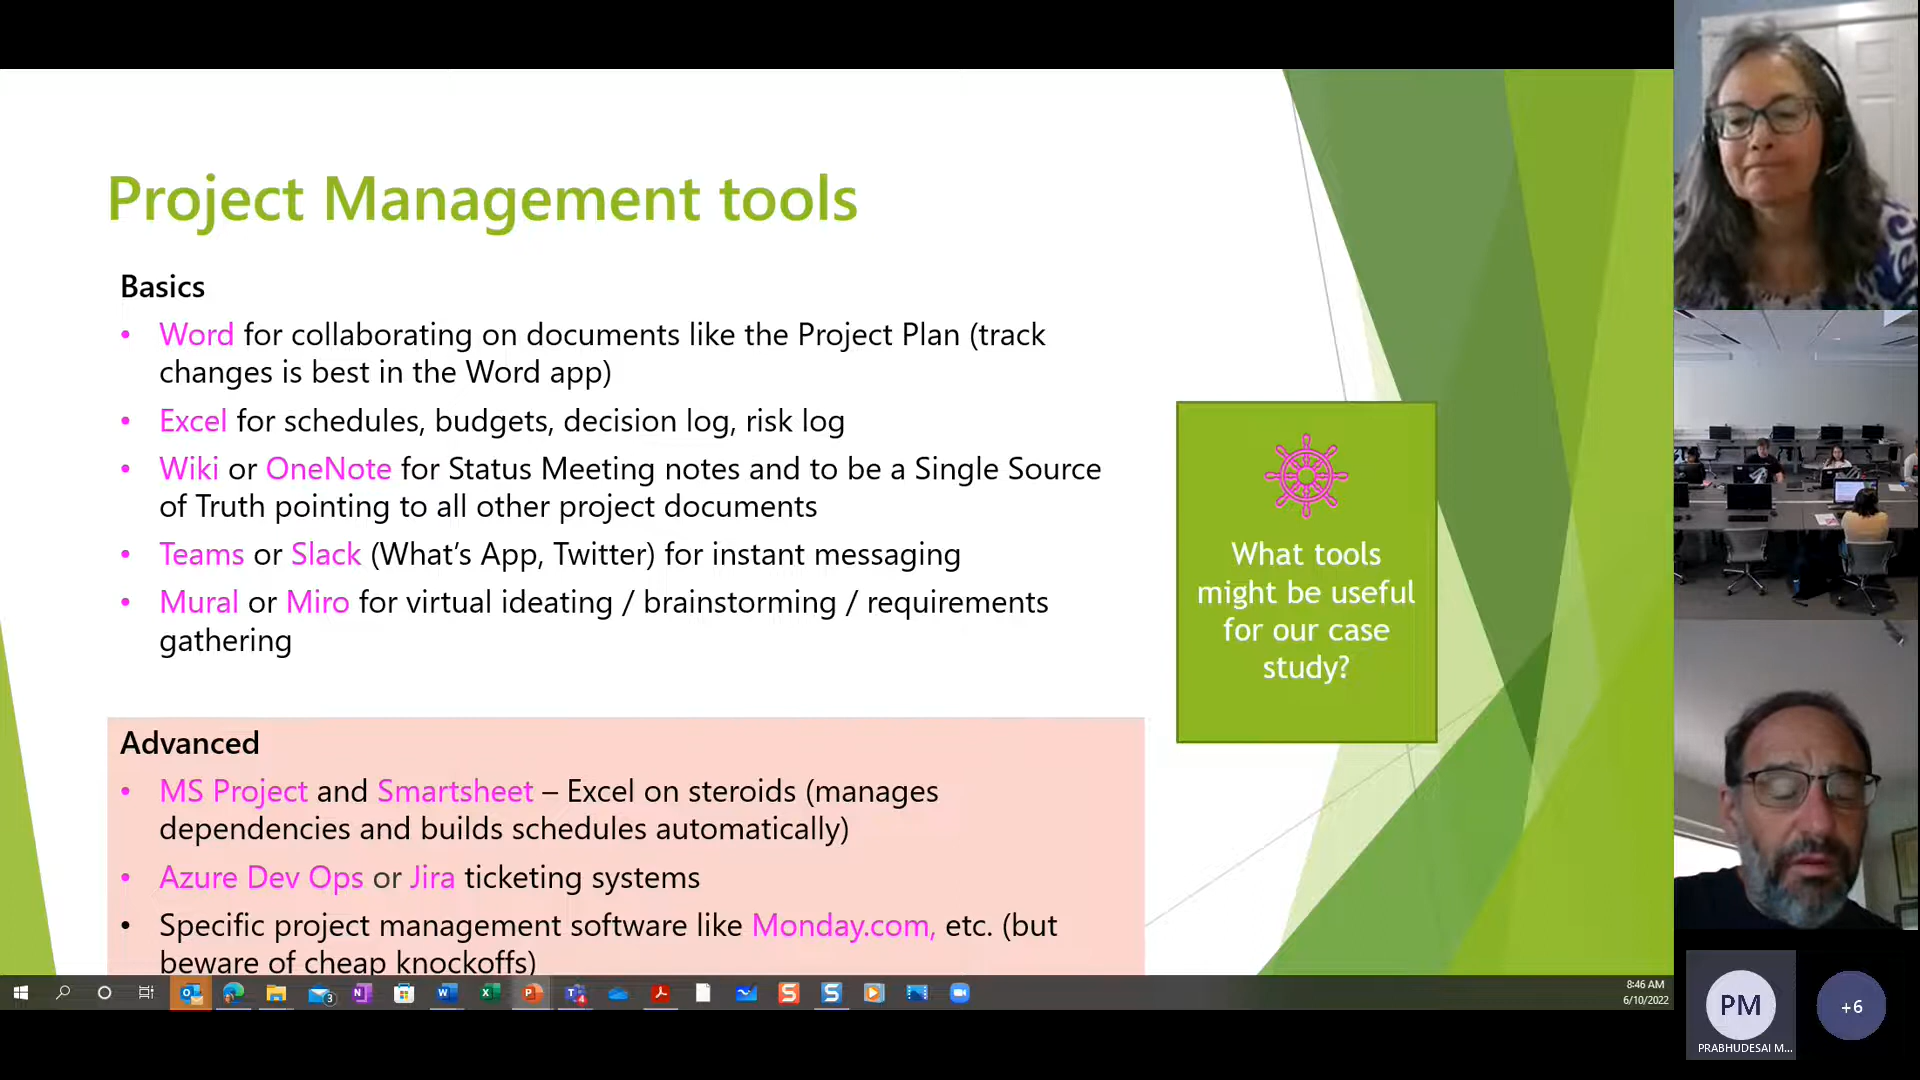 Project Management tools
Basics
• Word for collaborating on documents like the Project Plan (track
changes is best in the Word app)
• Excel for schedules, budgets, decision log, risk log
• Wiki or OneNote for Status Meeting notes and to be a Single Source
of Truth pointing to all other project documents
• Teams or Slack (What's App, Twitter) for instant messaging
• Mural or Miro for virtual ideating / brainstorming / requirements
gathering
Advanced
• MS Project and Smartsheet – Excel on steroids (manages
dependencies and builds schedules automatically)
• Azure Dev Ops or Jira ticketing systems
• Specific project management software like Monday.com, etc. (but
beware of cheap knockoffs)
What tools
might be useful
for our case
study?
3
4
8:46 AM
6/10/2022
PM
PRABHUDESAI M...
+6